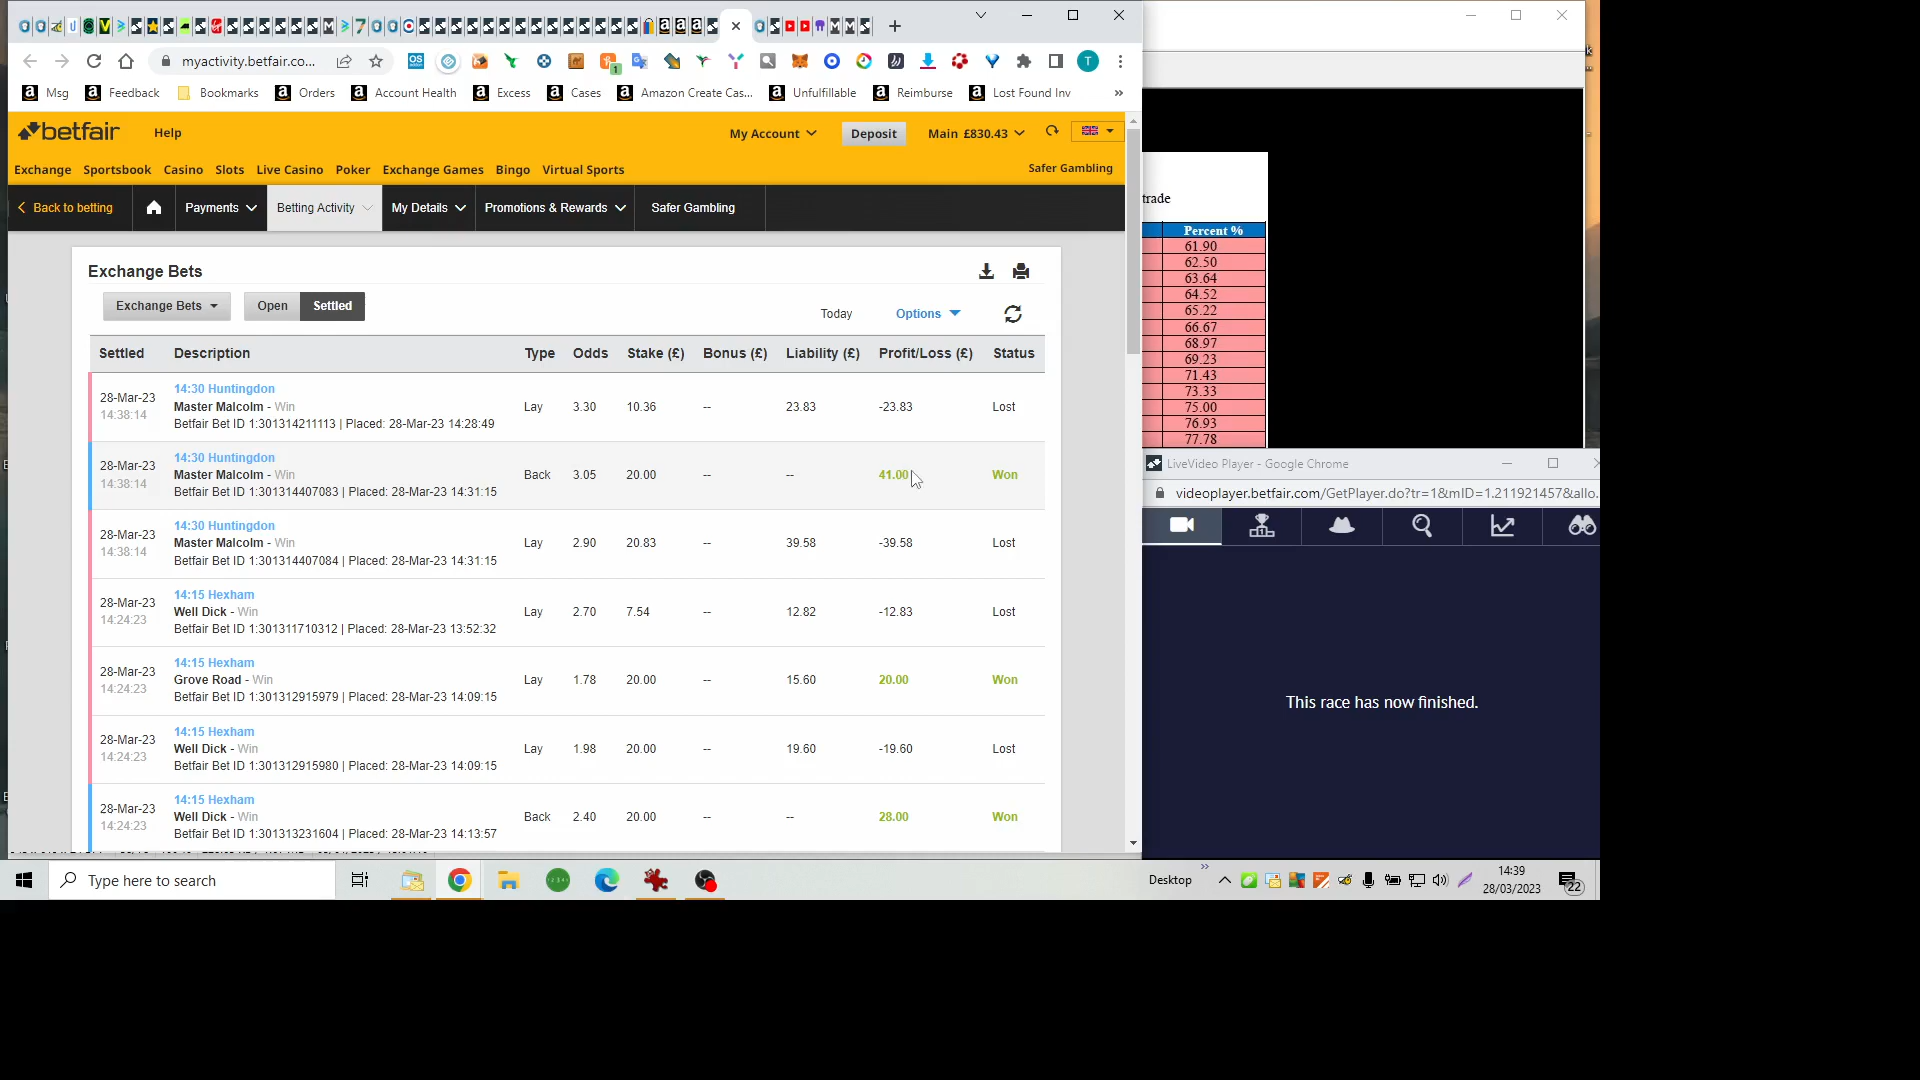 myactivity.betfair.co...
Msg Feedback Bookmarks Orders Account Health Excess Cases Amazon Create Cas... Unfulfillable Reimburse Lost Found Inv »
betfair Help My Account Deposit Main £830.43
Exchange Sportsbook Casino Slots Live Casino Poker Exchange Games Bingo Virtual Sports Safer Gambling
Back to betting Payments Betting Activity My Details Promotions & Rewards Safer Gambling
Exchange Bets
Exchange Bets Open Settled Today Options
Settled Description Type Odds Stake (£) Bonus (£) Liability (£) Profit/Loss (£) Status
14:30 Huntingdon
28-Mar-23 Master Malcolm - Win Lay 3.30 10.36 -- 23.83 -23.83 Lost
14:38:14 Betfair Bet ID 1:301314211113 | Placed: 28-Mar-23 14:28:49
14:30 Huntingdon
28-Mar-23 Master Malcolm - Win Back 3.05 20.00 -- -- 41.00 Won
14:38:14 Betfair Bet ID 1:301314407083 | Placed: 28-Mar-23 14:31:15
14:30 Huntingdon
28-Mar-23 Master Malcolm - Win Lay 2.90 20.83 -- 39.58 -39.58 Lost
14:38:14 Betfair Bet ID 1:301314407084 | Placed: 28-Mar-23 14:31:15
14:15 Hexham
28-Mar-23 Well Dick - Win Lay 2.70 7.54 -- 12.82 -12.83 Lost
14:24:23 Betfair Bet ID 1:301311710312 | Placed: 28-Mar-23 13:52:32
14:15 Hexham
28-Mar-23 Grove Road - Win Lay 1.78 20.00 -- 15.60 20.00 Won
14:24:23 Betfair Bet ID 1:301312915979 | Placed: 28-Mar-23 14:09:15
14:15 Hexham
28-Mar-23 Well Dick - Win Lay 1.98 20.00 -- 19.60 -19.60 Lost
14:24:23 Betfair Bet ID 1:301312915980 | Placed: 28-Mar-23 14:09:15
14:15 Hexham
28-Mar-23 Well Dick - Win Back 2.40 20.00 -- -- 28.00 Won
14:24:23 Betfair Bet ID 1:301313231604 | Placed: 28-Mar-23 14:13:57
trade
Percent %
61.90
62.50
63.64
64.52
65.22
66.67
68.97
69.23
71.43
73.33
75.00
76.93
77.78
LiveVideo Player - Google Chrome
videoplayer.betfair.com/GetPlayer.do?tr=1&mID=1.211921457&allo...
This race has now finished.
Type here to search
Desktop
14:39
28/03/2023
22